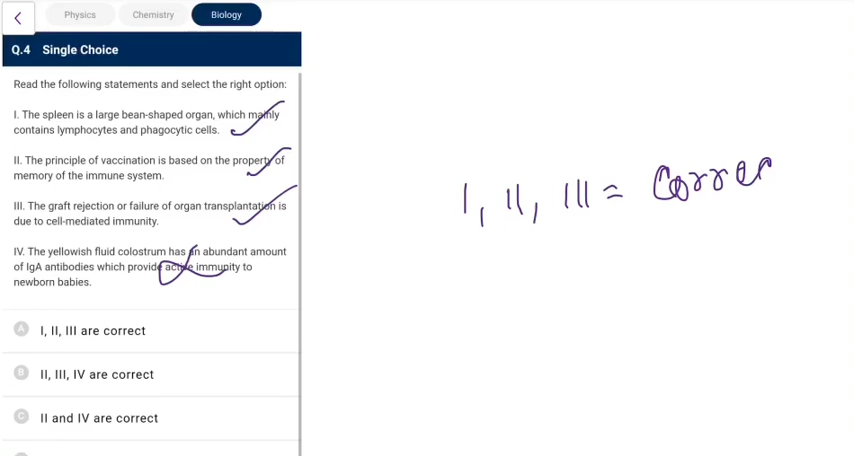 Physics Chemistry Biology
Q.4 Single Choice
Read the following statements and select the right option:
I. The spleen is a large bean-shaped organ, which mainly
contains lymphocytes and phagocytic cells.
II. The principle of vaccination is based on the property of
memory of the immune system.
III. The graft rejection or failure of organ transplantation is
due to cell-mediated immunity.
IV. The yellowish fluid colostrum has an abundant amount
of IgA antibodies which provide active immunity to
newborn babies.
A I, II, III are correct
B II, III, IV are correct
C II and IV are correct
I, II, III = Correr